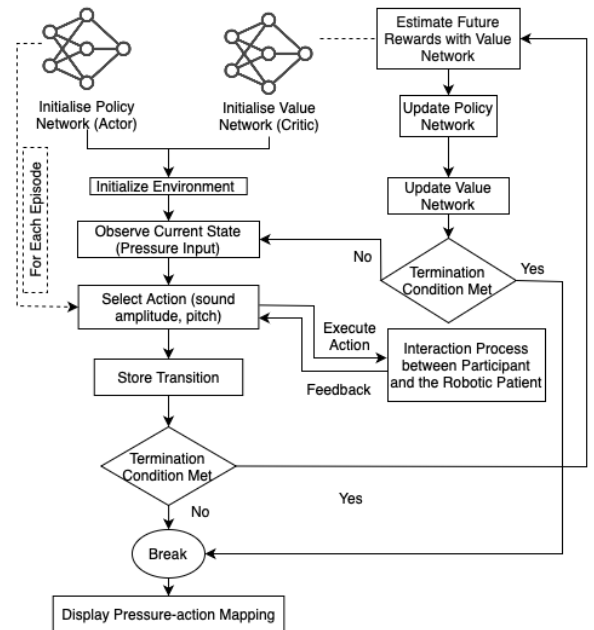 Initialise Policy
Network (Actor)
Initialise Value
Network (Critic)
Estimate Future
Rewards with Value
Network
Update Policy
Network
Update Value
Network
For Each Episode
Initialize Environment
Observe Current State
(Pressure Input)
No
Termination
Condition Met
Yes
Select Action (sound
amplitude, pitch)
Execute
Action
Feedback
Interaction Process
between Participant
and the Robotic Patient
Store Transition
Termination
Condition Met
Yes
No
Break
Display Pressure-action Mapping